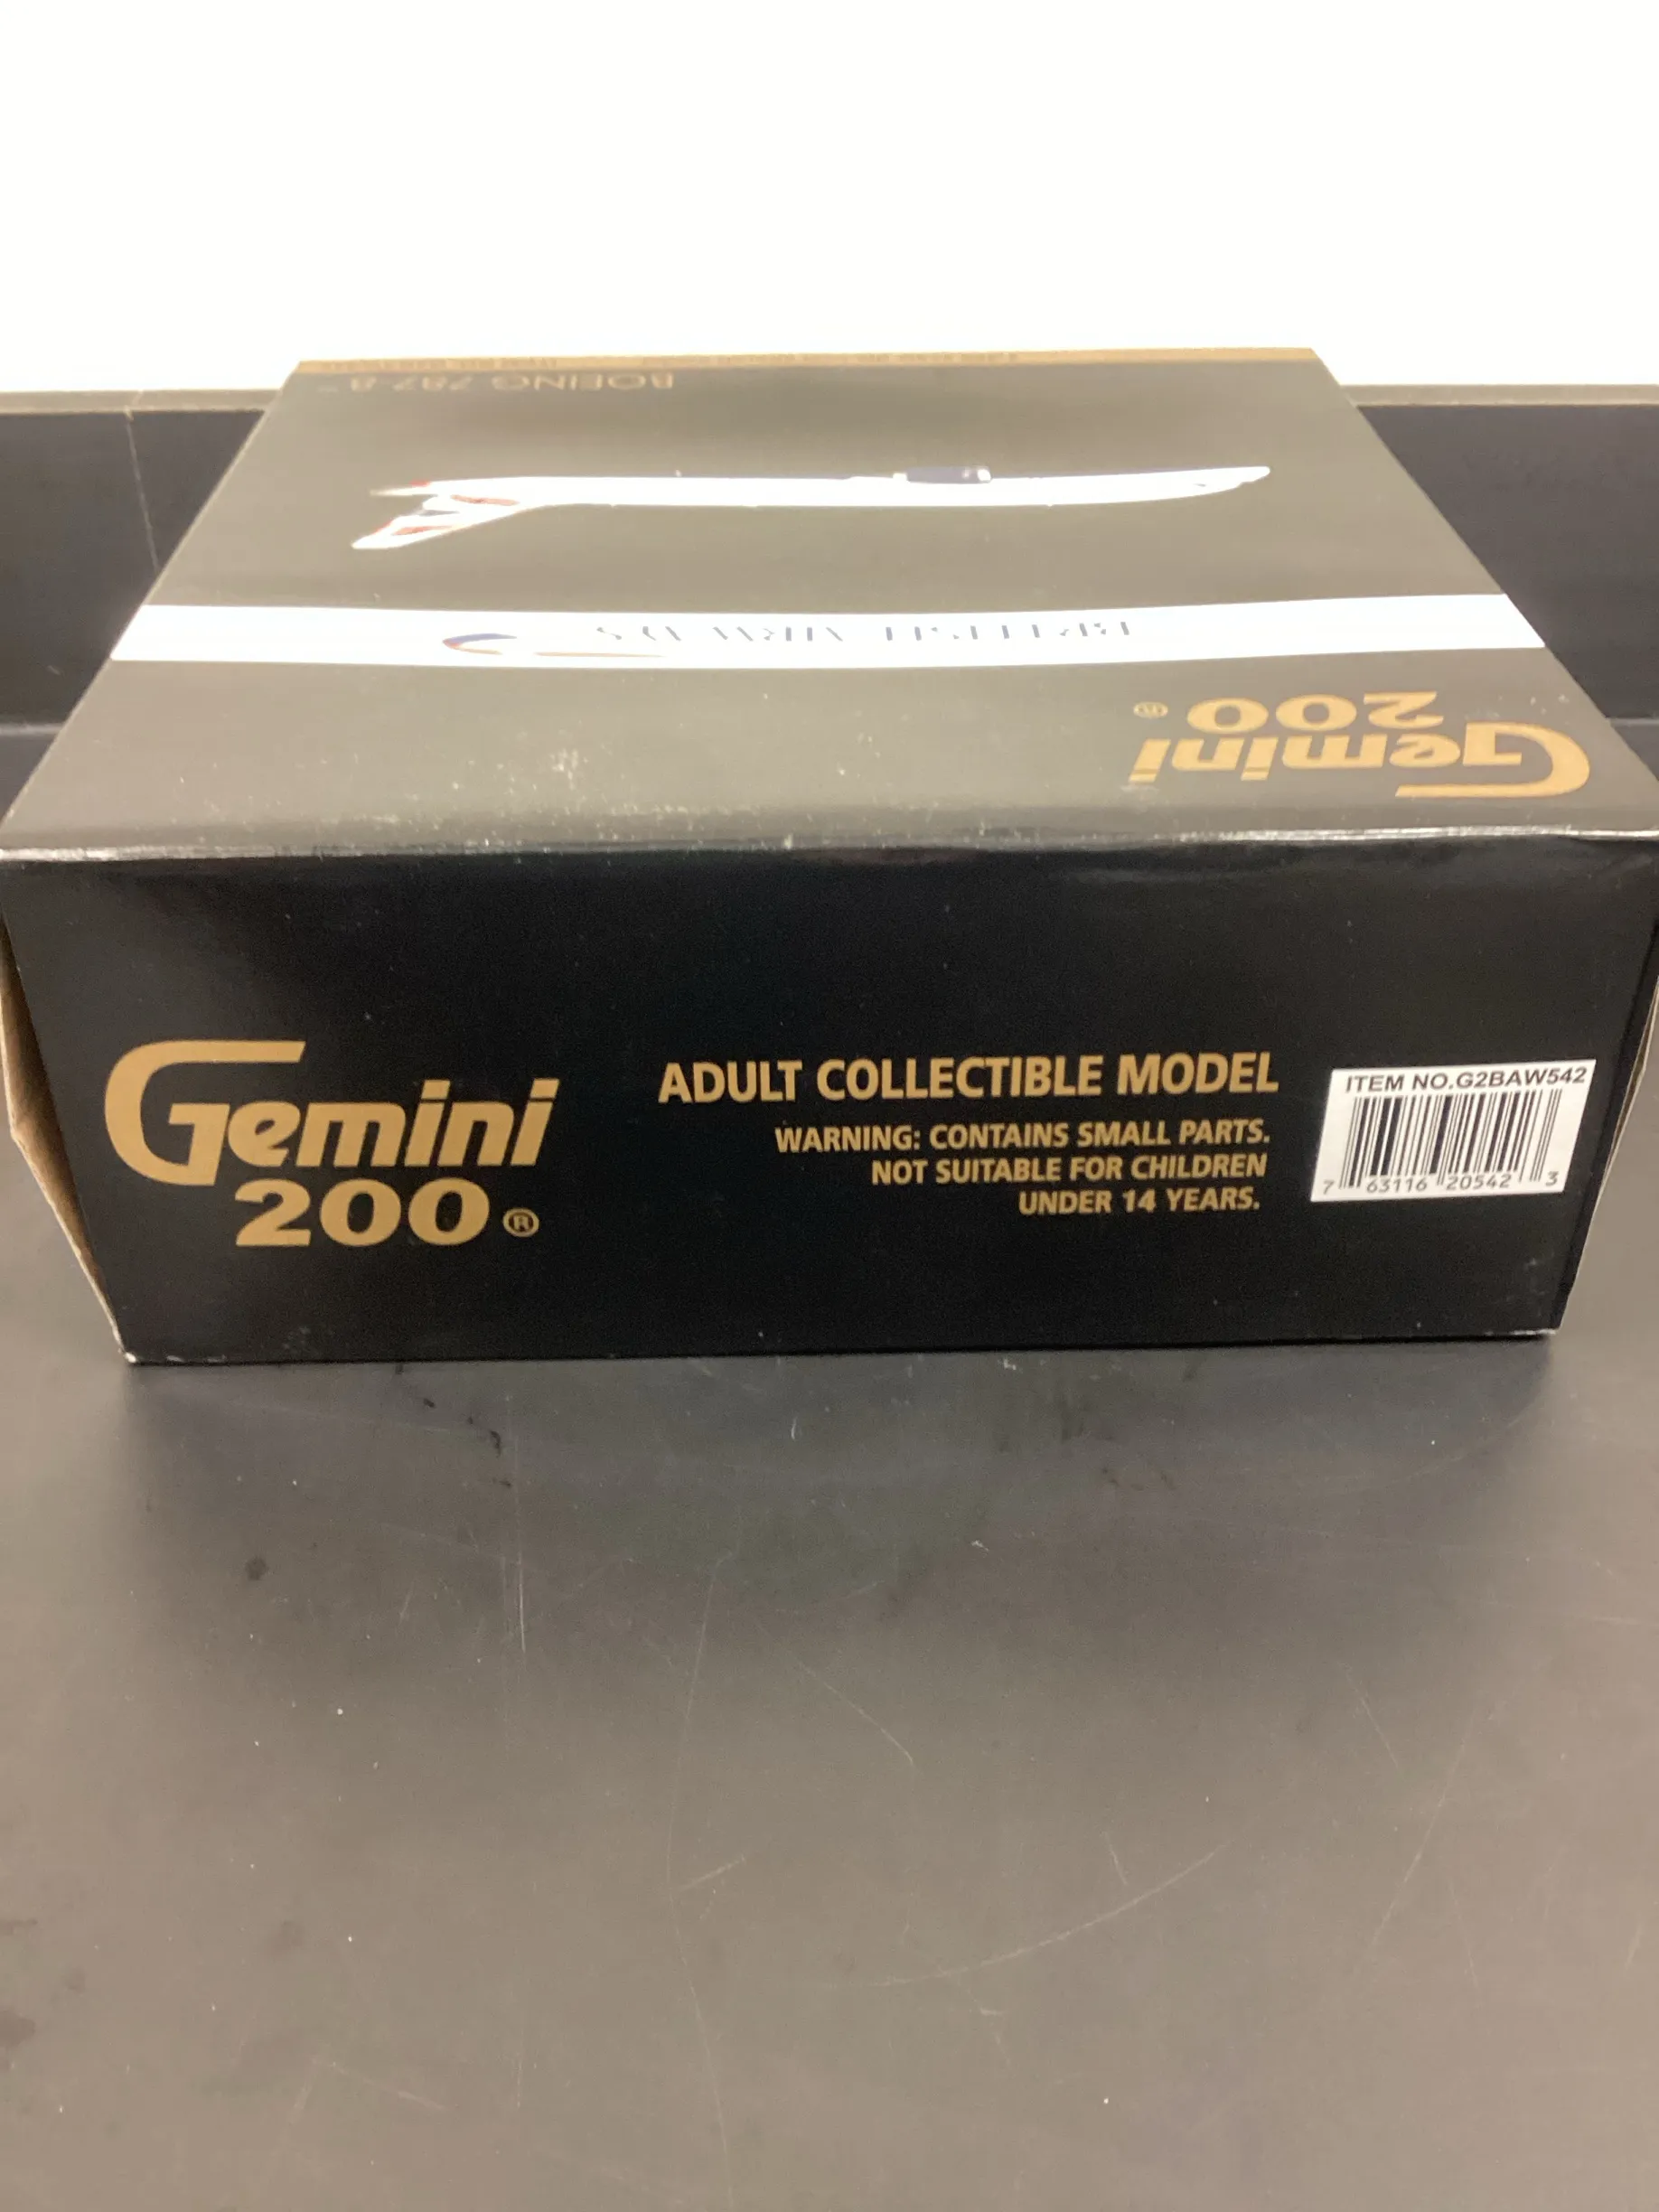 BOEING 787-8
BRITISH AIRWAYS
Gemini
200®
Gemini
200®
ADULT COLLECTIBLE MODEL
WARNING: CONTAINS SMALL PARTS.
NOT SUITABLE FOR CHILDREN
UNDER 14 YEARS.
ITEM NO.G2BAW542
7 63116 20542 3